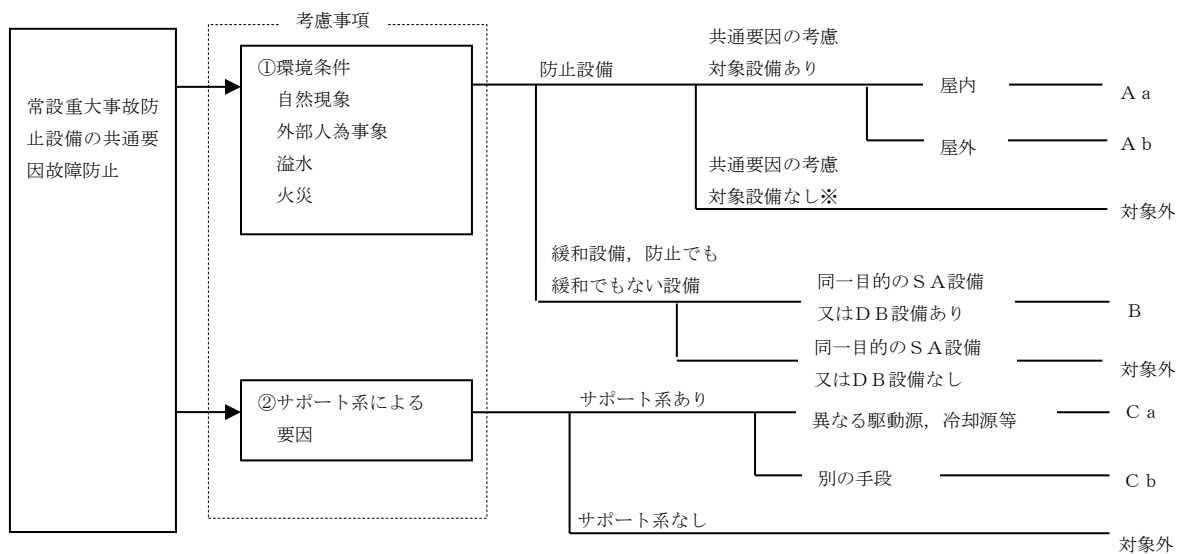 考慮事項
常設重大事故防
止設備の共通要
因故障防止
①環境条件
自然現象
外部人為事象
溢水
火災
防止設備
共通要因の考慮
対象設備あり
屋内
Ａａ
屋外
Ａｂ
共通要因の考慮
対象設備なし※
対象外
緩和設備，防止でも
緩和でもない設備
同一目的のＳＡ設備
又はＤＢ設備あり
Ｂ
同一目的のＳＡ設備
又はＤＢ設備なし
対象外
②サポート系による
要因
サポート系あり
異なる駆動源，冷却源等
Ｃａ
別の手段
Ｃｂ
サポート系なし
対象外